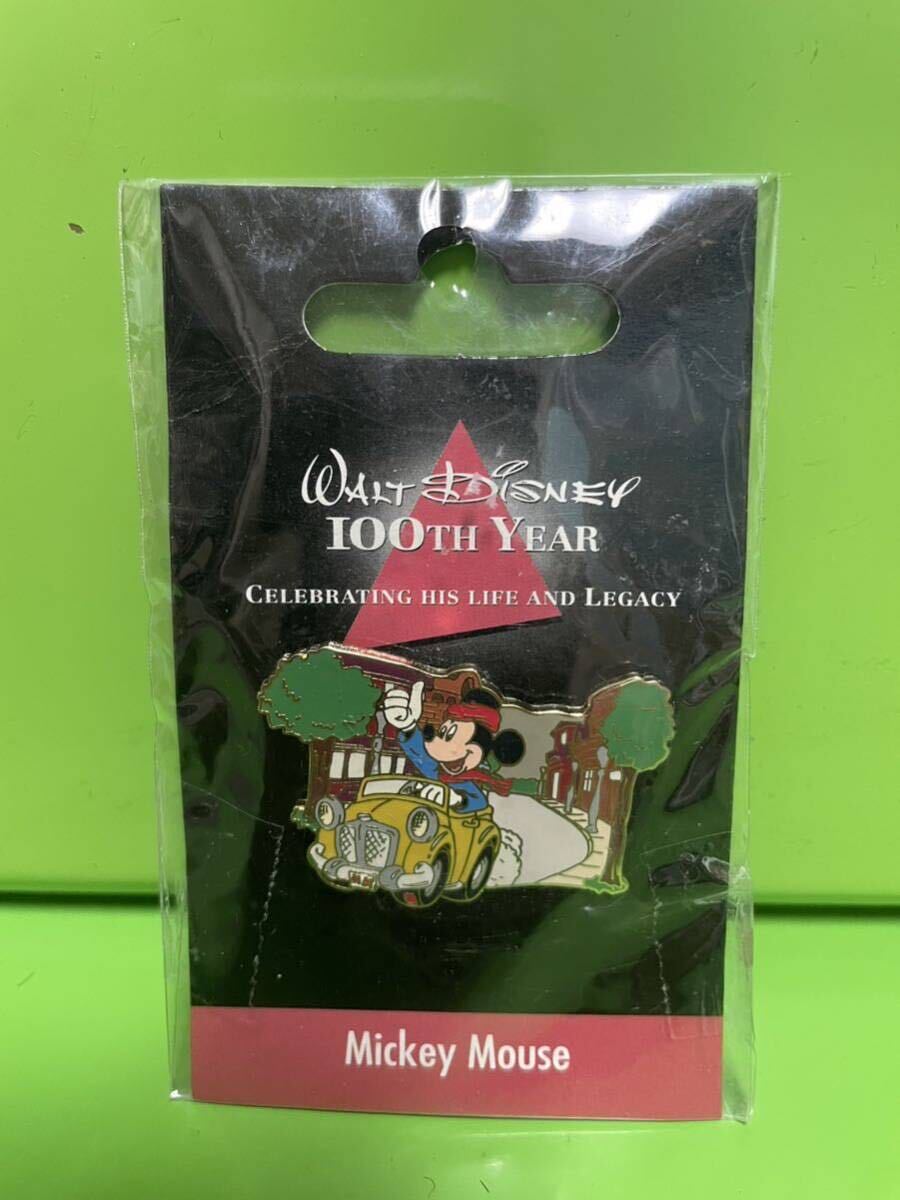 WALT DISNEY
100TH YEAR
CELEBRATING HIS LIFE AND LEGACY
Mickey Mouse